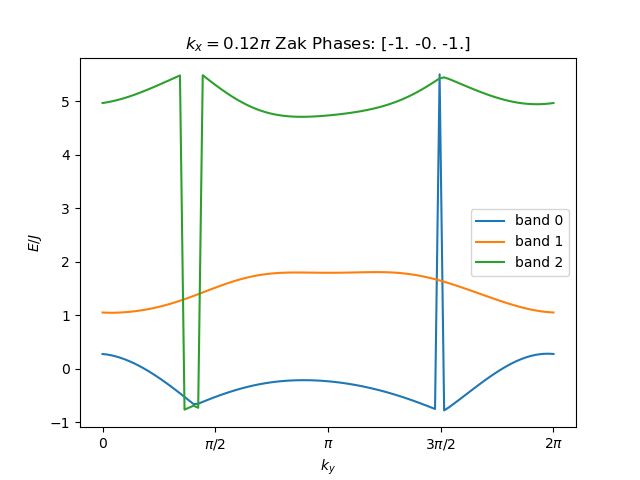 k_x = 0.12π Zak Phases: [-1. -0. -1.]
E/J
5
4
3
2
1
0
−1
band 0
band 1
band 2
0
π/2
π
3π/2
2π
k_y